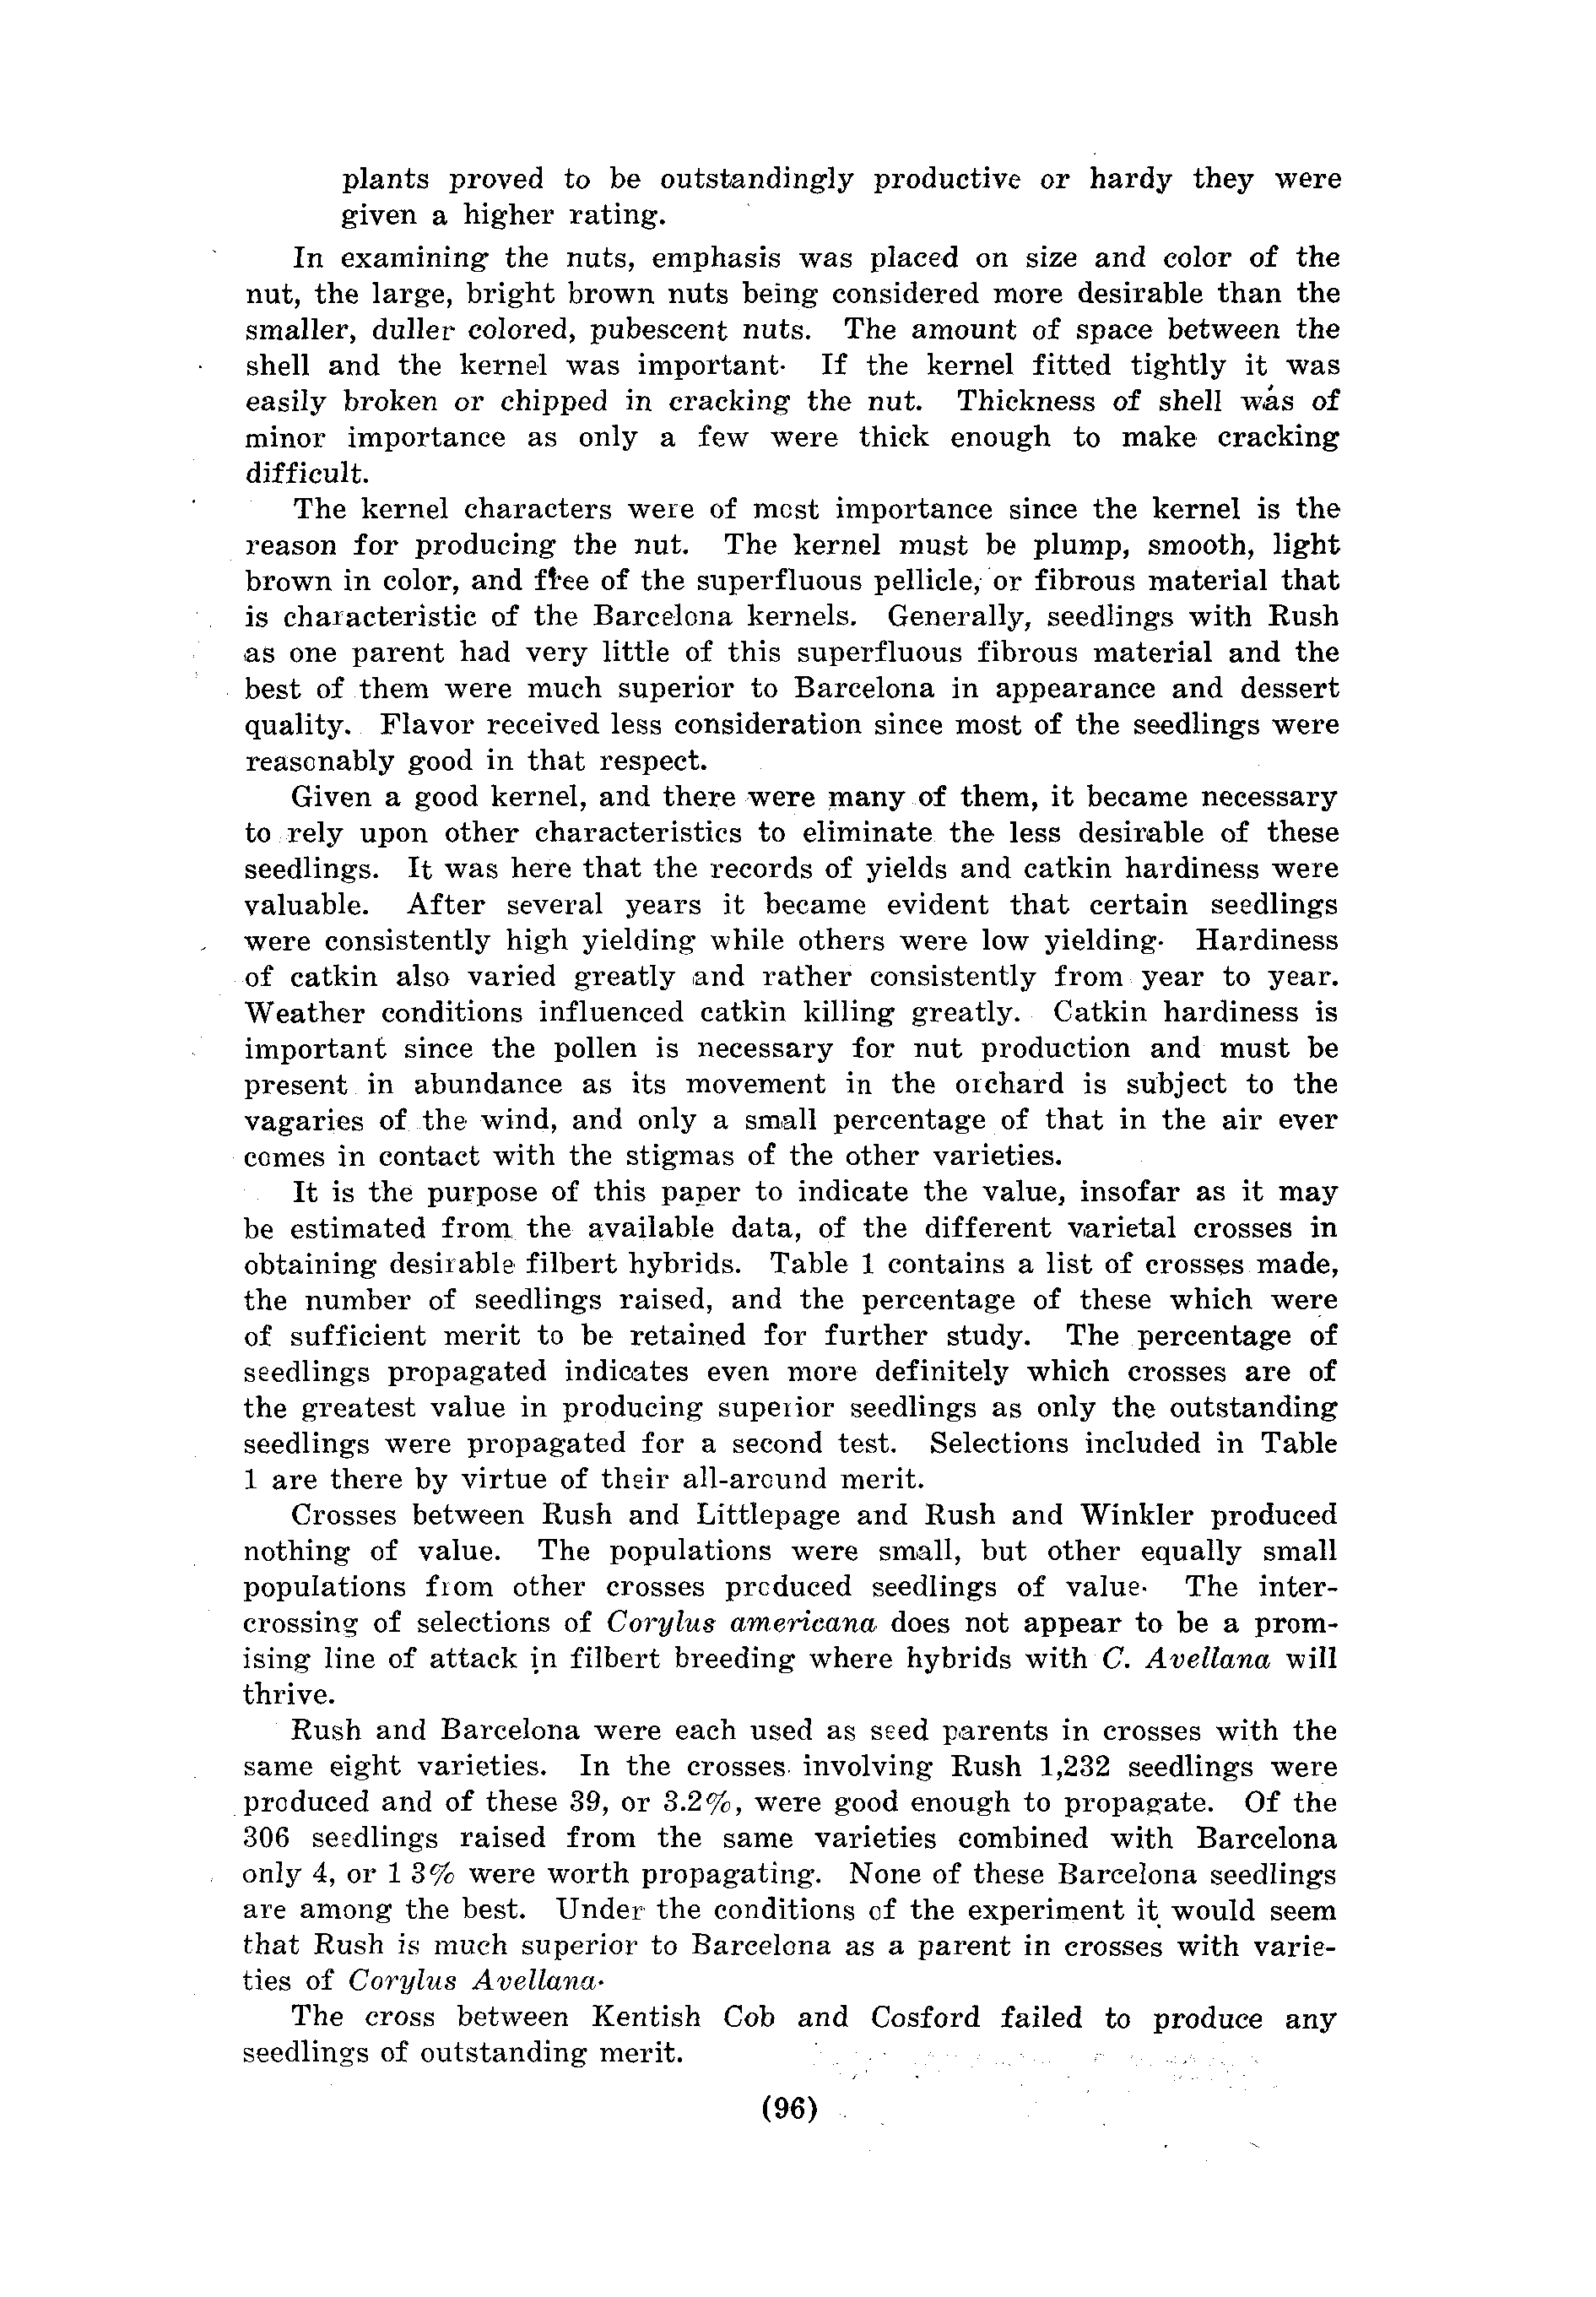 plants proved to be outstandingly productive or hardy they were
given a higher rating.
In examining the nuts, emphasis was placed on size and color of the
nut, the large, bright brown nuts being considered more desirable than the
smaller, duller colored, pubescent nuts. The amount of space between the
shell and the kernel was important. If the kernel fitted tightly it was
easily broken or chipped in cracking the nut. Thickness of shell was of
minor importance as only a few were thick enough to make cracking
difficult.
The kernel characters were of most importance since the kernel is the
reason for producing the nut. The kernel must be plump, smooth, light
brown in color, and free of the superfluous pellicle, or fibrous material that
is characteristic of the Barcelona kernels. Generally, seedlings with Rush
as one parent had very little of this superfluous fibrous material and the
best of them were much superior to Barcelona in appearance and dessert
quality. Flavor received less consideration since most of the seedlings were
reasonably good in that respect.
Given a good kernel, and there were many of them, it became necessary
to rely upon other characteristics to eliminate the less desirable of these
seedlings. It was here that the records of yields and catkin hardiness were
valuable. After several years it became evident that certain seedlings
were consistently high yielding while others were low yielding. Hardiness
of catkin also varied greatly and rather consistently from year to year.
Weather conditions influenced catkin killing greatly. Catkin hardiness is
important since the pollen is necessary for nut production and must be
present in abundance as its movement in the orchard is subject to the
vagaries of the wind, and only a small percentage of that in the air ever
comes in contact with the stigmas of the other varieties.
It is the purpose of this paper to indicate the value, insofar as it may
be estimated from the available data, of the different varietal crosses in
obtaining desirable filbert hybrids. Table 1 contains a list of crosses made,
the number of seedlings raised, and the percentage of these which were
of sufficient merit to be retained for further study. The percentage of
seedlings propagated indicates even more definitely which crosses are of
the greatest value in producing superior seedlings as only the outstanding
seedlings were propagated for a second test. Selections included in Table
1 are there by virtue of their all-around merit.
Crosses between Rush and Littlepage and Rush and Winkler produced
nothing of value. The populations were small, but other equally small
populations from other crosses produced seedlings of value. The inter-
crossing of selections of Corylus americana does not appear to be a prom-
ising line of attack in filbert breeding where hybrids with C. Avellana will
thrive.
Rush and Barcelona were each used as seed parents in crosses with the
same eight varieties. In the crosses involving Rush 1,232 seedlings were
produced and of these 39, or 3.2%, were good enough to propagate. Of the
306 seedlings raised from the same varieties combined with Barcelona
only 4, or 1 3% were worth propagating. None of these Barcelona seedlings
are among the best. Under the conditions of the experiment it would seem
that Rush is much superior to Barcelona as a parent in crosses with varie-
ties of Corylus Avellana.
The cross between Kentish Cob and Cosford failed to produce any
seedlings of outstanding merit.
(96)